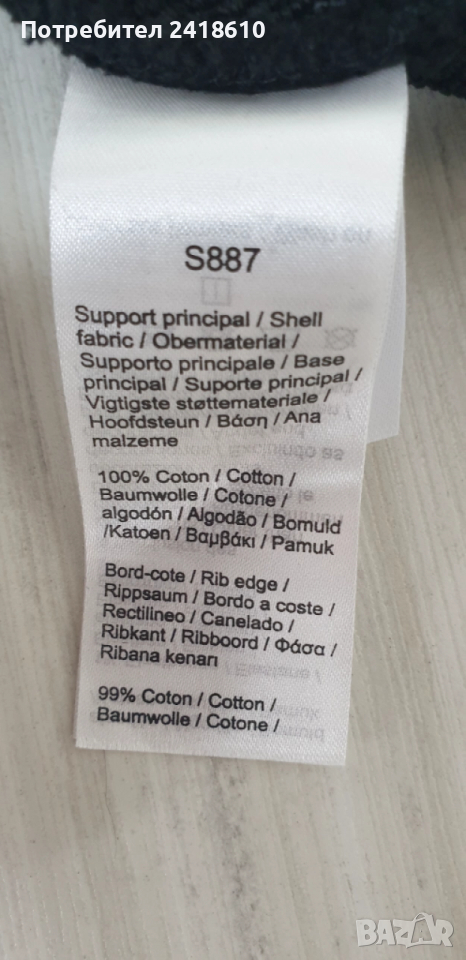 Потребител 2418610
S887
Support principal / Shell
fabric / Obermaterial /
Supporto principale / Base
principal / Suporte principal /
Vigtigste støttemateriale /
Hoofdsteun / Βάση / Ana
malzeme
100% Coton / Cotton /
Baumwolle / Cotone /
algodón / Algodão / Bomuld
/Katoen / Βαμβάκι / Pamuk
Bord-cote / Rib edge /
Rippsaum / Bordo a coste /
Rectilineo / Canelado /
Ribkant / Ribboord / Φάσα /
Ribana kenarı
99% Coton / Cotton /
Baumwolle / Cotone /
BAZAR